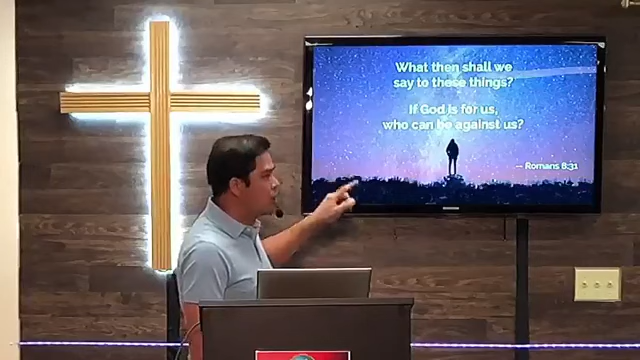 What then shall we
say to these things?
If God is for us,
who can be against us?
— Romans 8:31